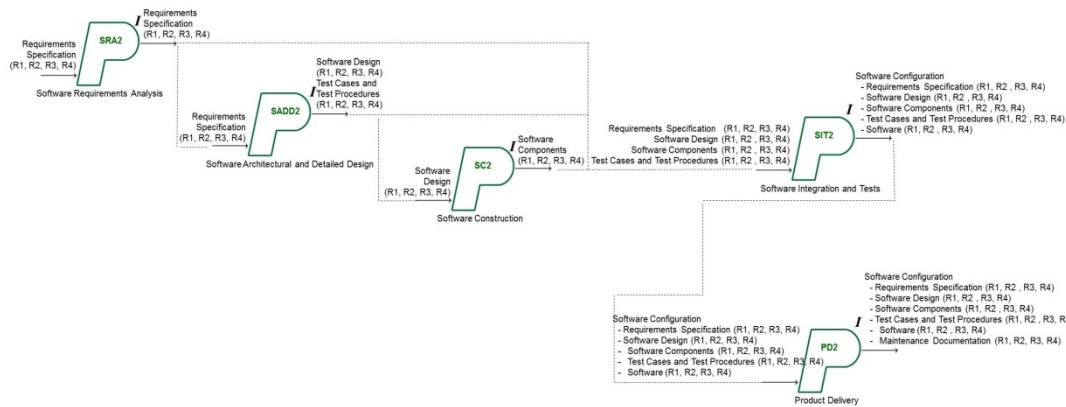 I Requirements
Specification
(R1, R2, R3, R4)
Requirements
Specification
(R1, R2, R3, R4)
SRA2
Software Requirements Analysis
Software Design
(R1, R2, R3, R4)
I Test Cases and
Test Procedures
(R1, R2, R3, R4)
Requirements
Specification
(R1, R2, R3, R4)
SADD2
Software Architectural and Detailed Design
I Software
Components
(R1, R2, R3, R4)
Software
Design
(R1, R2, R3, R4)
SC2
Software Construction
Requirements Specification (R1, R2, R3, R4)
Software Design (R1, R2, R3, R4)
Software Components (R1, R2 , R3, R4)
Test Cases and Test Procedures (R1, R2, R3, R4)
I
SIT2
Software Integration and Tests
Software Configuration
- Requirements Specification (R1, R2 , R3, R4)
- Software Design (R1, R2 , R3, R4)
- Software Components (R1, R2 , R3, R4)
- Test Cases and Test Procedures (R1, R2 , R3, R4)
- Software (R1, R2 , R3, R4)
Software Configuration
- Requirements Specification (R1, R2, R3, R4)
- Software Design (R1, R2, R3, R4)
- Software Components (R1, R2, R3, R4)
- Test Cases and Test Procedures (R1, R2, R3, R4)
- Software (R1, R2, R3, R4)
I
PD2
Product Delivery
Software Configuration
- Requirements Specification (R1, R2 , R3, R4)
- Software Design (R1, R2 , R3, R4)
- Software Components (R1, R2 , R3, R4)
- Test Cases and Test Procedures (R1, R2 , R3, R
- Software (R1, R2 , R3, R4)
- Maintenance Documentation (R1, R2, R3, R4)